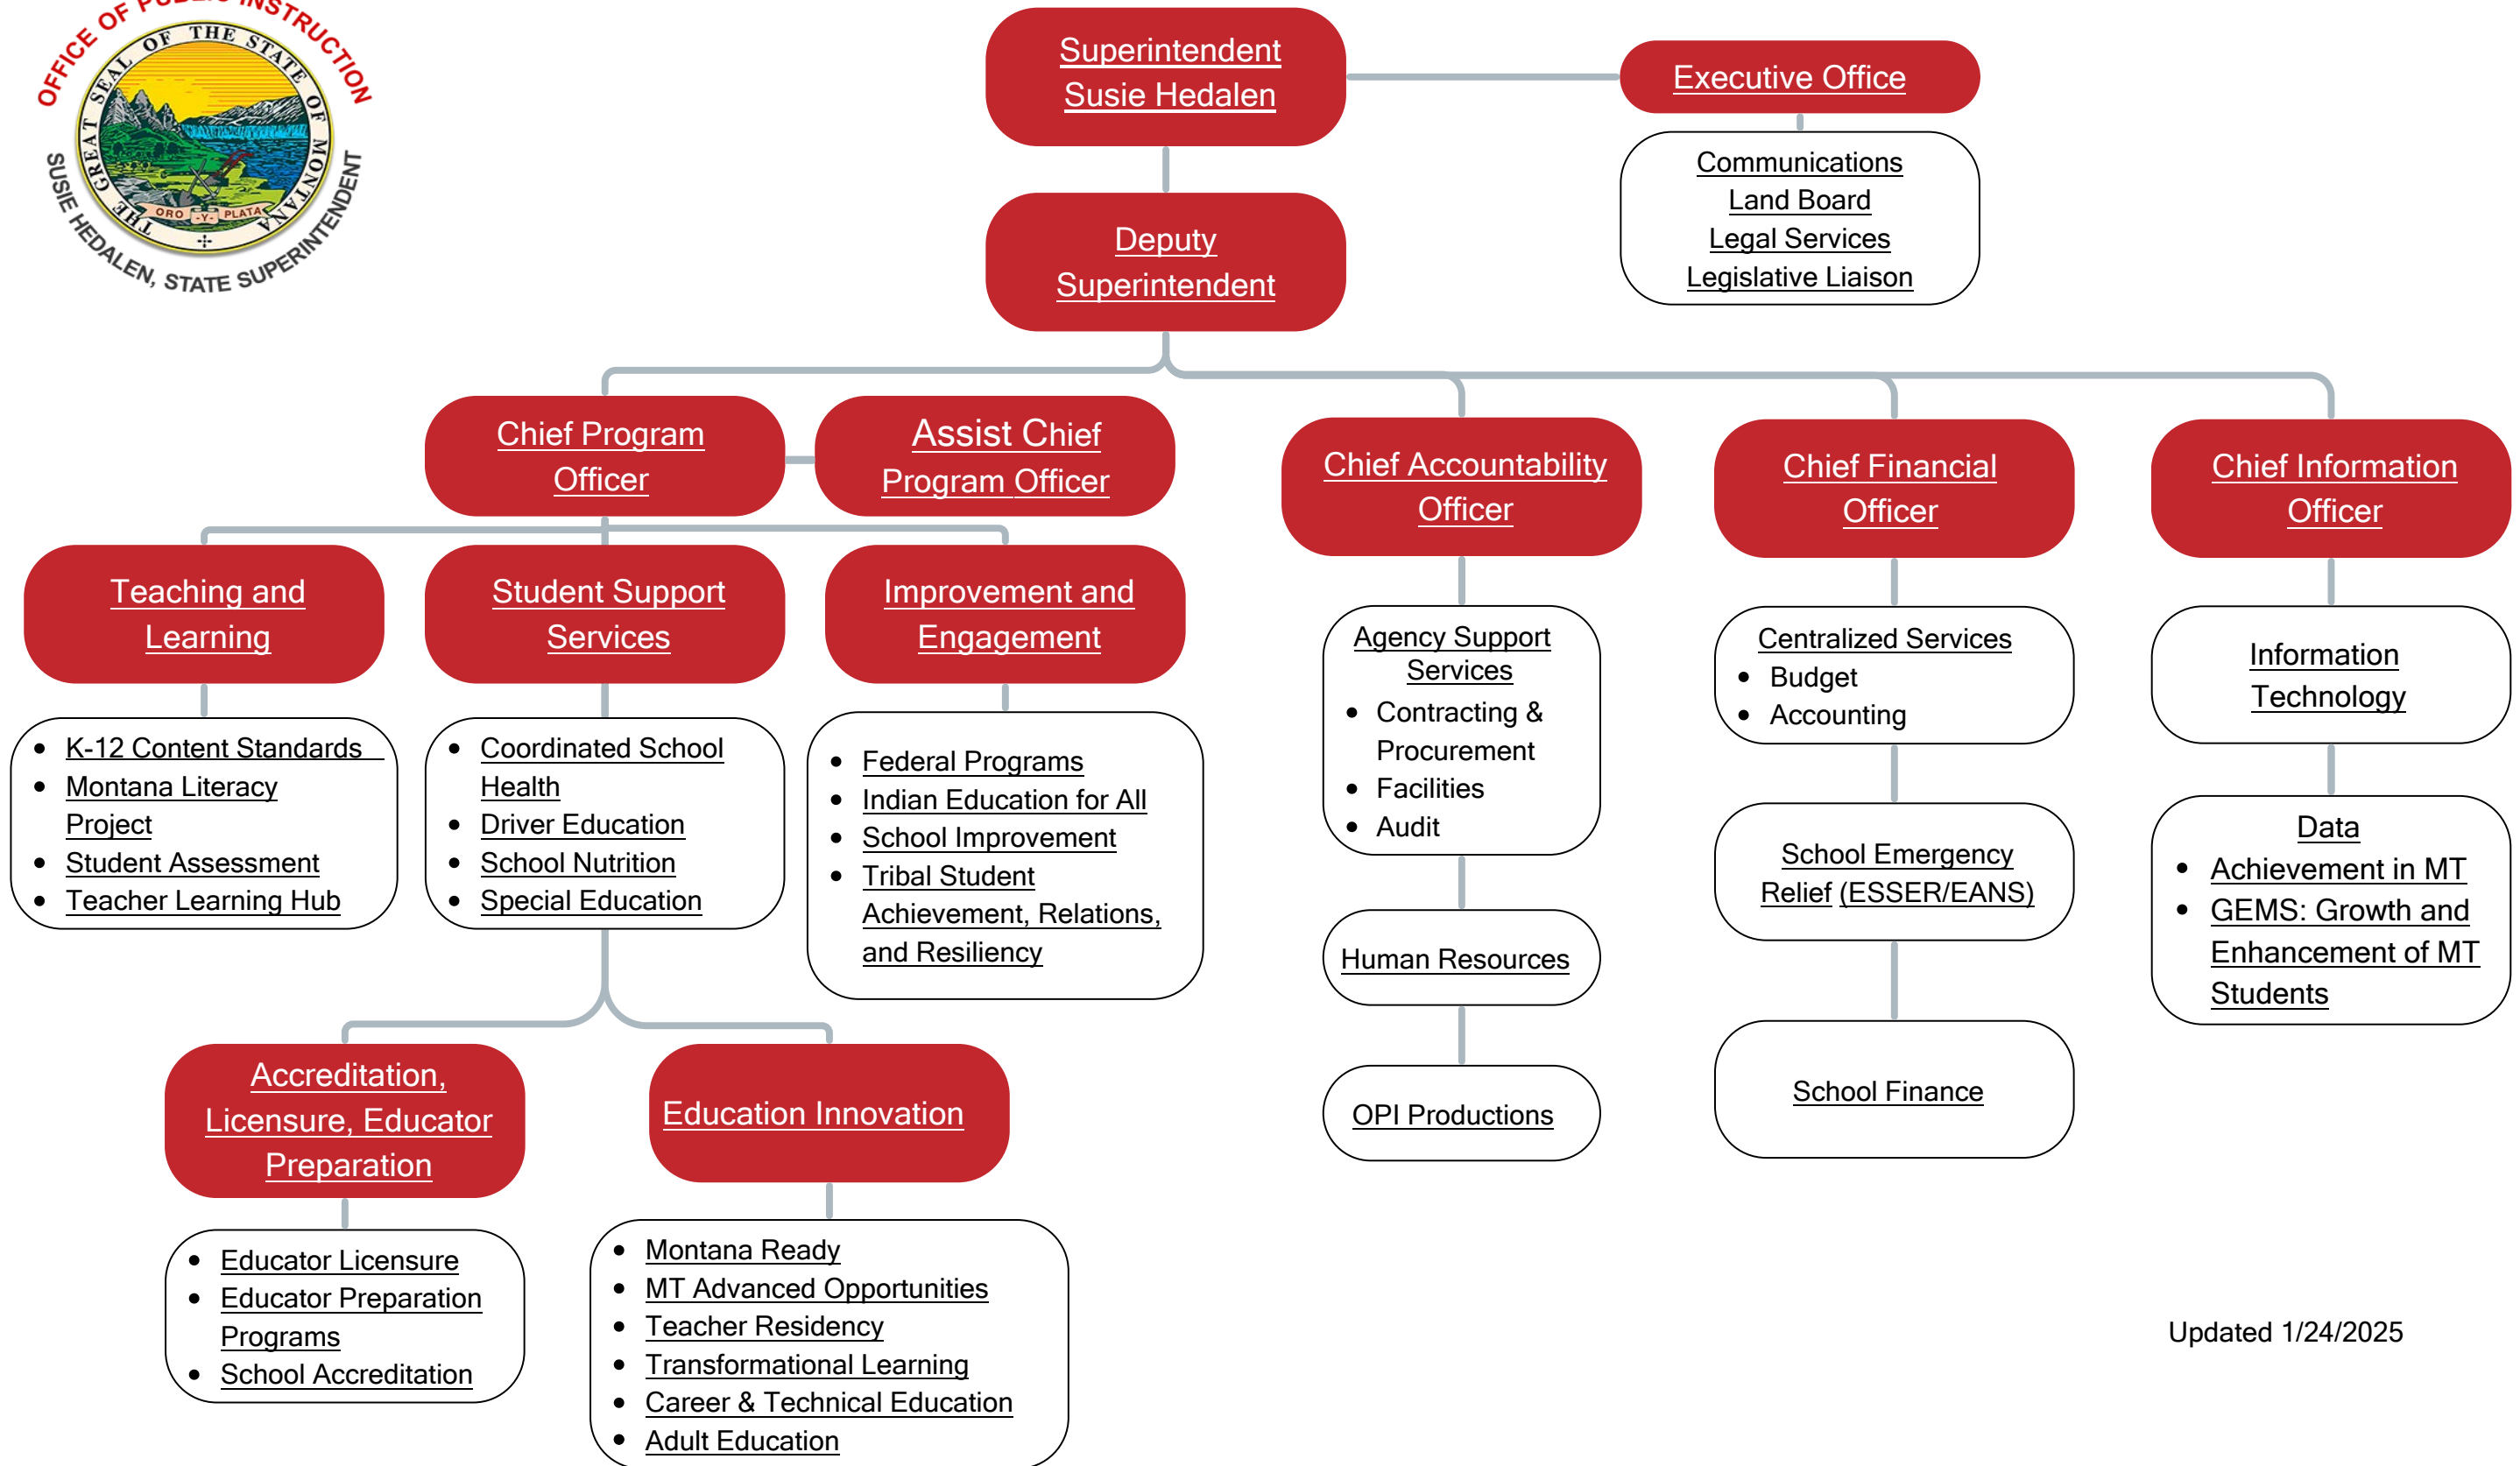 OFFICE OF PUBLIC INSTRUCTION
THE GREAT SEAL OF THE STATE OF MONTANA
ORO -Y- PLATA
SUSIE HEDALEN, STATE SUPERINTENDENT
Superintendent
Susie Hedalen
Executive Office
Communications
Land Board
Legal Services
Legislative Liaison
Deputy
Superintendent
Chief Program
Officer
Assist Chief
Program Officer
Chief Accountability
Officer
Chief Financial
Officer
Chief Information
Officer
Teaching and
Learning
Student Support
Services
Improvement and
Engagement
• K-12 Content Standards
• Montana Literacy
Project
• Student Assessment
• Teacher Learning Hub
• Coordinated School
Health
• Driver Education
• School Nutrition
• Special Education
• Federal Programs
• Indian Education for All
• School Improvement
• Tribal Student
Achievement, Relations,
and Resiliency
Agency Support
Services
• Contracting &
Procurement
• Facilities
• Audit
Human Resources
OPI Productions
Centralized Services
• Budget
• Accounting
School Emergency
Relief (ESSER/EANS)
School Finance
Information
Technology
Data
• Achievement in MT
• GEMS: Growth and
Enhancement of MT
Students
Accreditation,
Licensure, Educator
Preparation
Education Innovation
• Educator Licensure
• Educator Preparation
Programs
• School Accreditation
• Montana Ready
• MT Advanced Opportunities
• Teacher Residency
• Transformational Learning
• Career & Technical Education
• Adult Education
Updated 1/24/2025